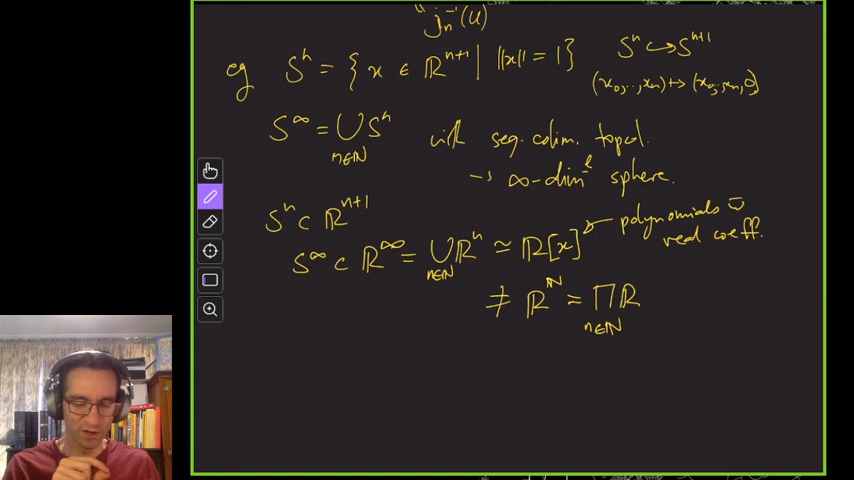 " jₙ⁻¹(U)
eg Sⁿ = { x ∈ ℝⁿ⁺¹ | ||x|| = 1 } Sⁿ ↪ Sⁿ⁺¹
(x₀,..,xₙ) ↦ (x₀,..,xₙ,0)
S^∞ = ⋃ Sⁿ with seq. colim. topol.
n∈ℕ
→ ∞-dimˡ sphere.
Sⁿ ⊂ ℝⁿ⁺¹
polynomials w
real coeff.
S^∞ ⊂ ℝ^∞ = ⋃ ℝⁿ ≃ ℝ[x]
n∈ℕ
≠ ℝ^ℕ = ∏ ℝ
n∈ℕ